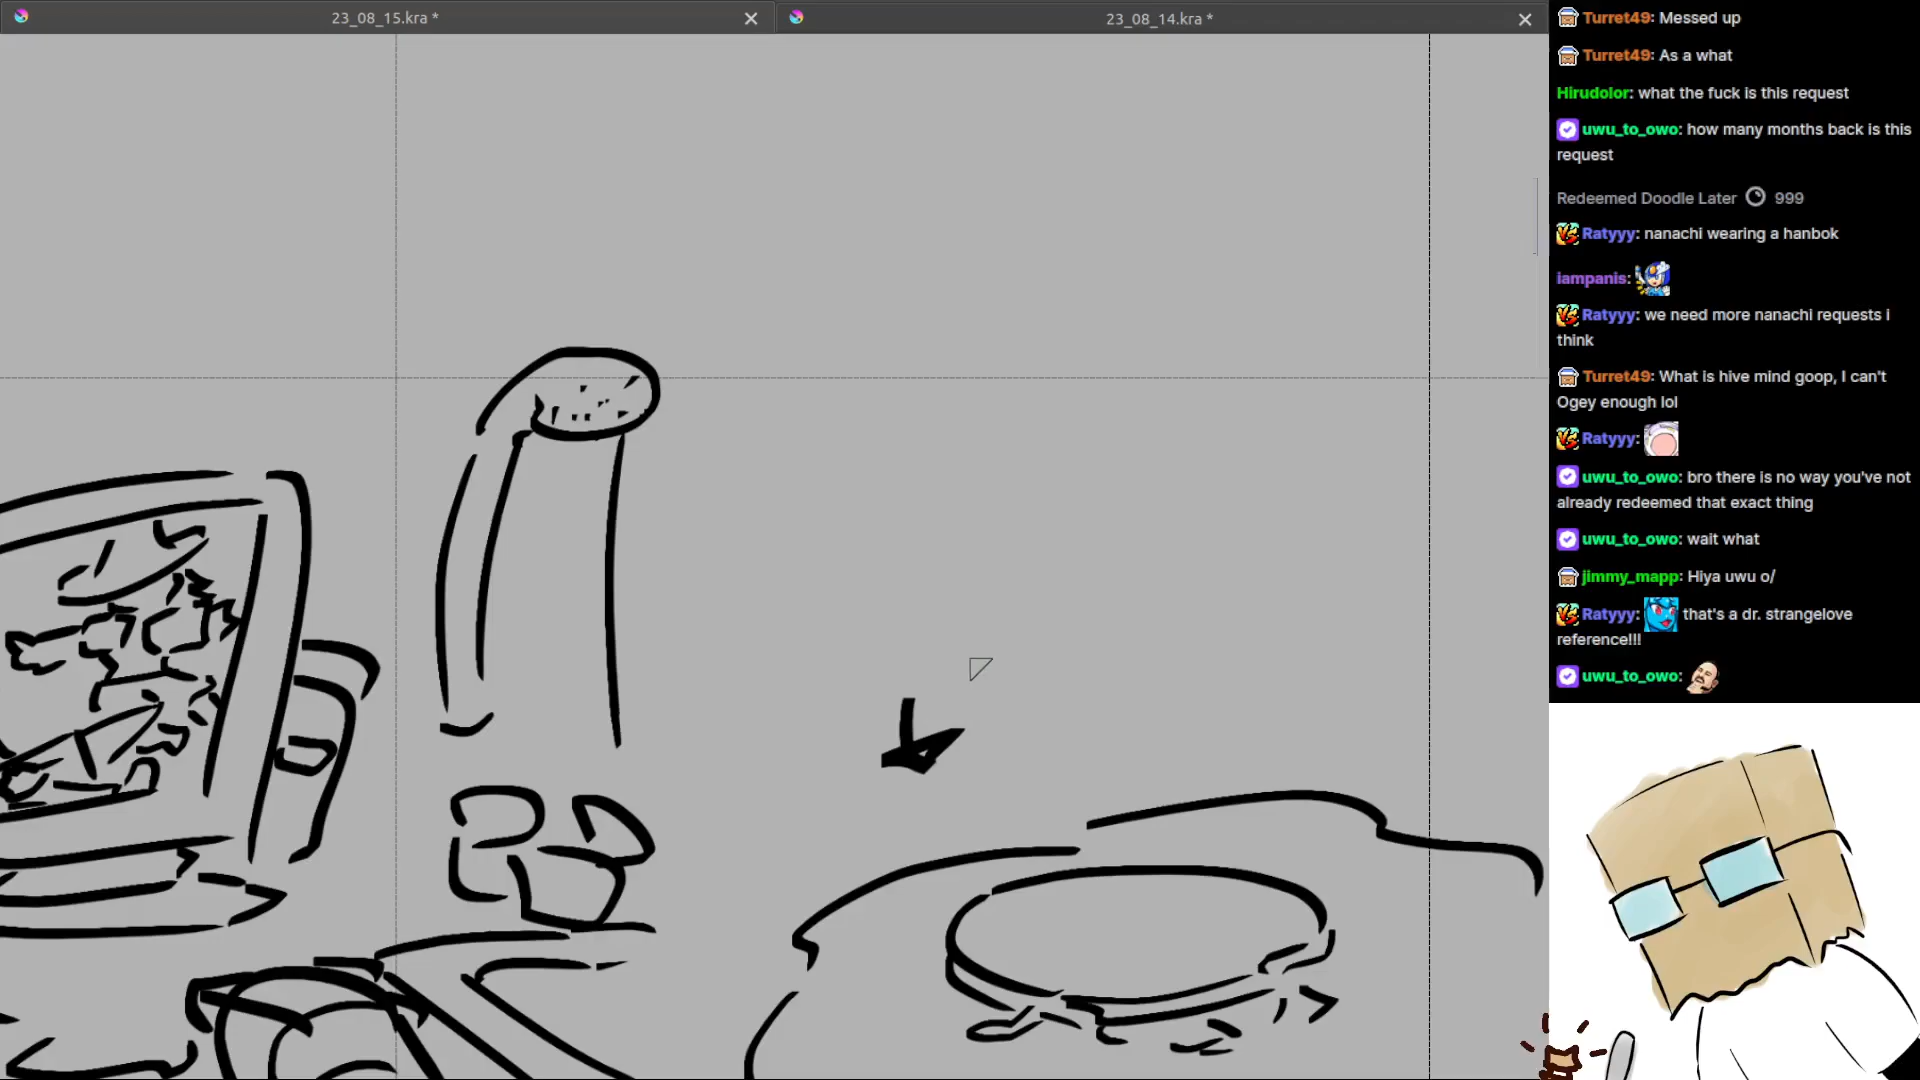 23_08_15.kra *
23_08_14.kra *
Turret49: Messed up
Turret49: As a what
Hirudolor: what the fuck is this request
uwu_to_owo: how many months back is this
request
Redeemed Doodle Later 999
Ratyyy: nanachi wearing a hanbok
iampanis:
Ratyyy: we need more nanachi requests i
think
Turret49: What is hive mind goop, I can't
Ogey enough lol
Ratyyy:
uwu_to_owo: bro there is no way you've not
already redeemed that exact thing
uwu_to_owo: wait what
jimmy_mapp: Hiya uwu o/
Ratyyy: that's a dr. strangelove
reference!!!
uwu_to_owo: